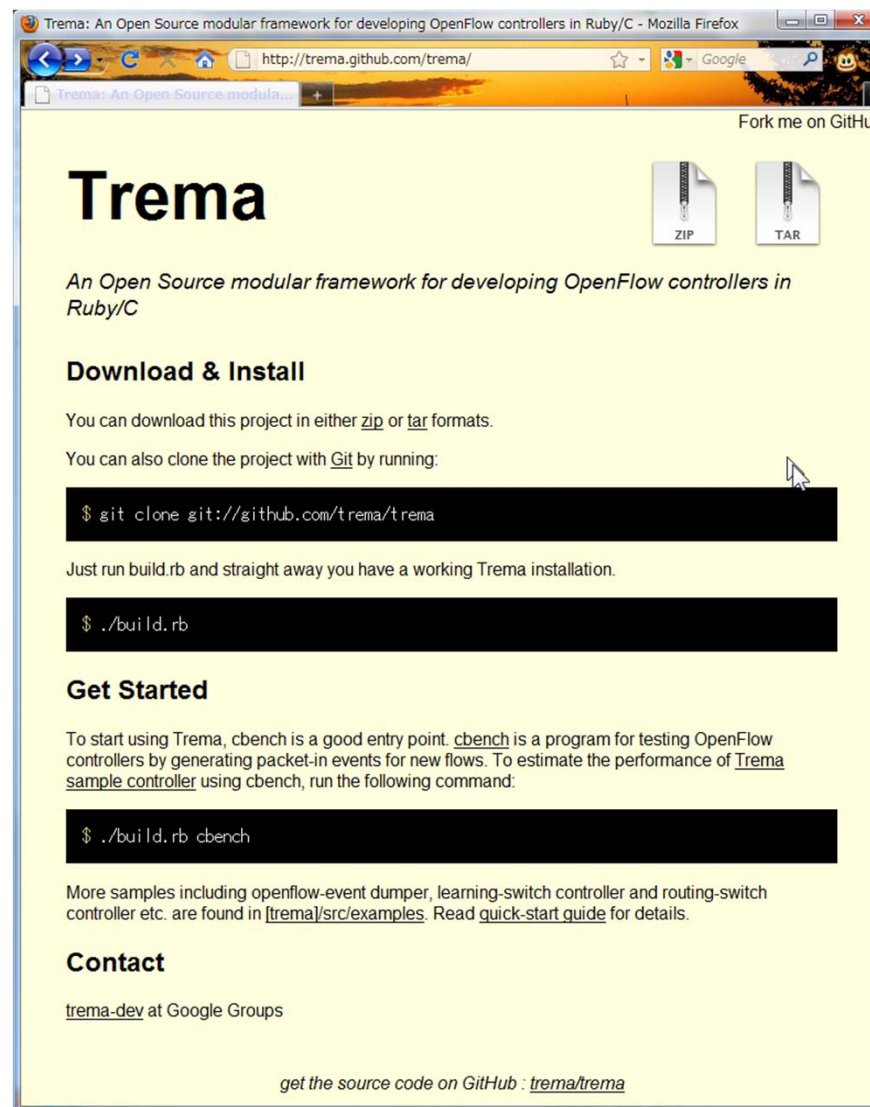 Trema: An Open Source modular framework for developing OpenFlow controllers in Ruby/C - Mozilla Firefox
http://trema.github.com/trema/
Google
Trema: An Open Source modula...
Fork me on GitHu
Trema
ZIP
TAR
An Open Source modular framework for developing OpenFlow controllers in
Ruby/C
Download & Install
You can download this project in either zip or tar formats.
You can also clone the project with Git by running:
$ git clone git://github.com/trema/trema
Just run build.rb and straight away you have a working Trema installation.
$ ./build.rb
Get Started
To start using Trema, cbench is a good entry point. cbench is a program for testing OpenFlow
controllers by generating packet-in events for new flows. To estimate the performance of Trema
sample controller using cbench, run the following command:
$ ./build.rb cbench
More samples including openflow-event dumper, learning-switch controller and routing-switch
controller etc. are found in [trema]/src/examples. Read quick-start guide for details.
Contact
trema-dev at Google Groups
get the source code on GitHub : trema/trema